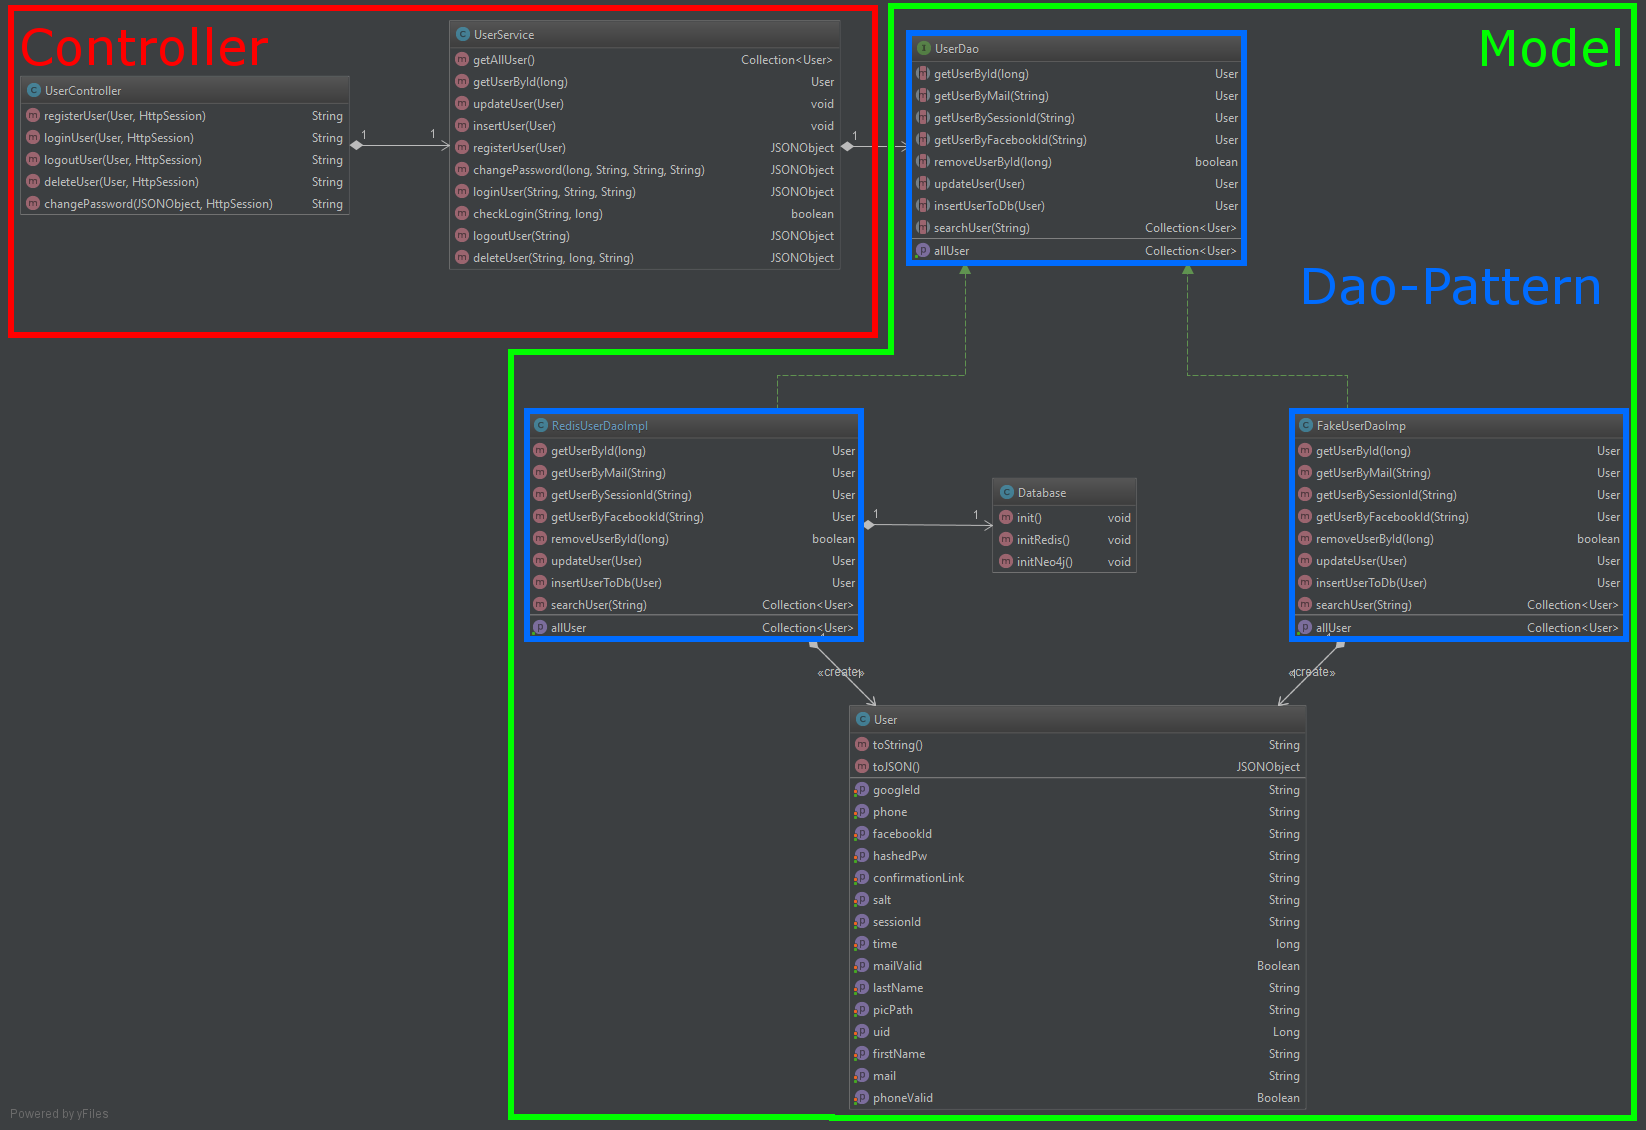 Controller
UserController
registerUser(User, HttpSession) String
loginUser(User, HttpSession) String
logoutUser(User, HttpSession) String
deleteUser(User, HttpSession) String
changePassword(JSONObject, HttpSession) String
1 1
UserService
getAllUser() Collection<User>
getUserById(long) User
updateUser(User) void
insertUser(User) void
registerUser(User) JSONObject
changePassword(long, String, String, String) JSONObject
loginUser(String, String, String) JSONObject
checkLogin(String, long) boolean
logoutUser(String) JSONObject
deleteUser(String, long, String) JSONObject
1
Model
UserDao
getUserById(long) User
getUserByMail(String) User
getUserBySessionId(String) User
getUserByFacebookId(String) User
removeUserById(long) boolean
updateUser(User) User
insertUserToDb(User) User
searchUser(String) Collection<User>
allUser Collection<User>
Dao-Pattern
RedisUserDaoImpl
getUserById(long) User
getUserByMail(String) User
getUserBySessionId(String) User
getUserByFacebookId(String) User
removeUserById(long) boolean
updateUser(User) User
insertUserToDb(User) User
searchUser(String) Collection<User>
allUser Collection<User>
1 1
Database
init() void
initRedis() void
initNeo4j() void
FakeUserDaoImp
getUserById(long) User
getUserByMail(String) User
getUserBySessionId(String) User
getUserByFacebookId(String) User
removeUserById(long) boolean
updateUser(User) User
insertUserToDb(User) User
searchUser(String) Collection<User>
allUser Collection<User>
«create»
«create»
User
toString() String
toJSON() JSONObject
googleId String
phone String
facebookId String
hashedPw String
confirmationLink String
salt String
sessionId String
time long
mailValid Boolean
lastName String
picPath String
uid Long
firstName String
mail String
phoneValid Boolean
Powered by yFiles